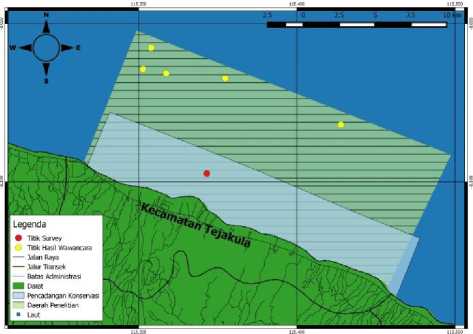 N
W E
S
2.5 0 2.5 5 7.5 10 km
Kecamatan Tejakula
Legenda
Titik Survey
Titik Hasil Wawancara
Jalan Raya
Jalur Transek
Batas Administrasi
Darat
Pencadangan Konservasi
Daerah Penelitian
Laut